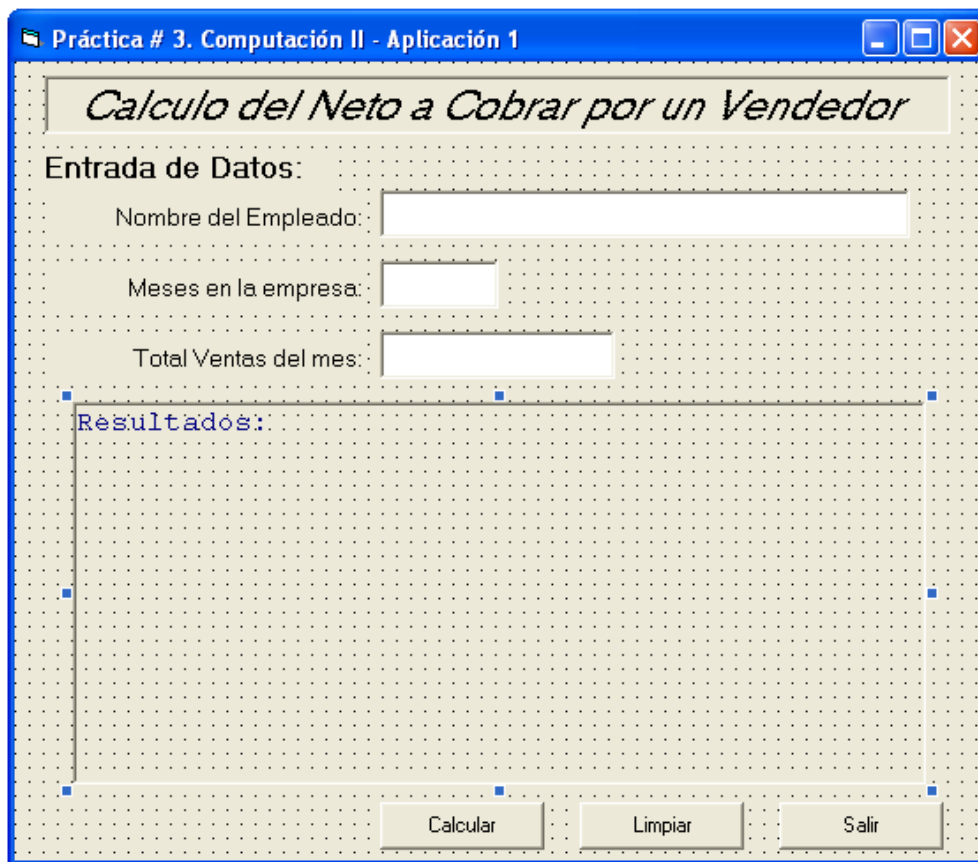 Práctica # 3. Computación II - Aplicación 1
Calculo del Neto a Cobrar por un Vendedor
Entrada de Datos:
Nombre del Empleado:
Meses en la empresa:
Total Ventas del mes:
Resultados:
Calcular Limpiar Salir